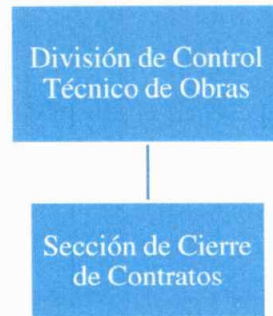 División de Control
Técnico de Obras
Sección de Cierre
de Contratos